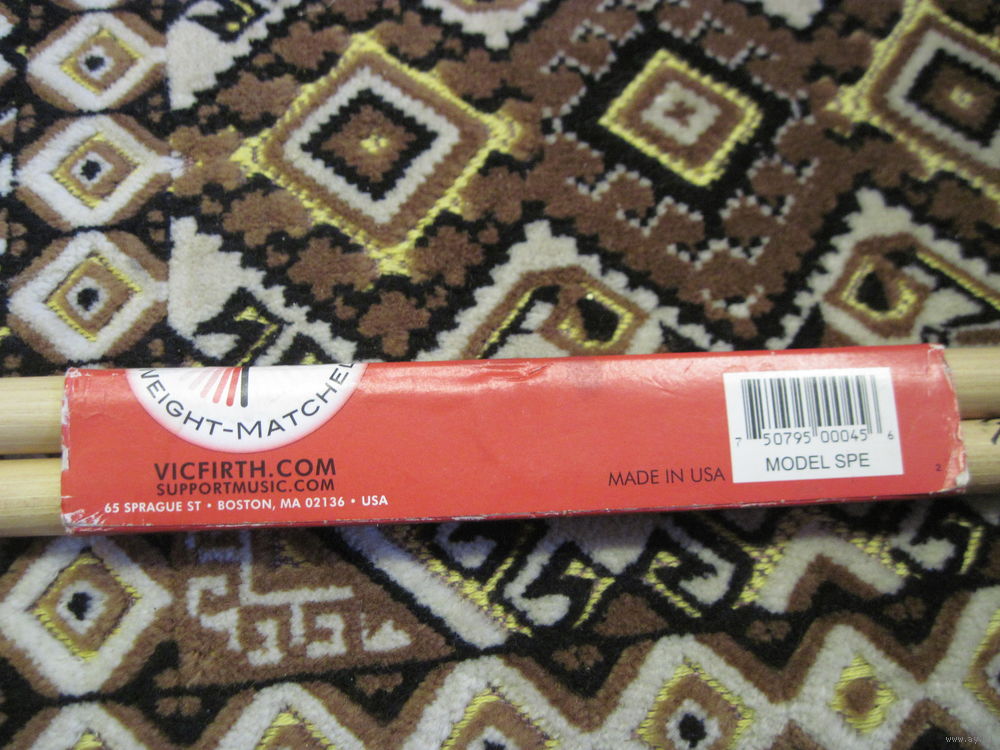 WEIGHT-MATCHED
VICFIRTH.COM
SUPPORTMUSIC.COM
65 SPRAGUE ST • BOSTON, MA 02136 • USA
MADE IN USA
7 50795 00045 6
MODEL SPE
2